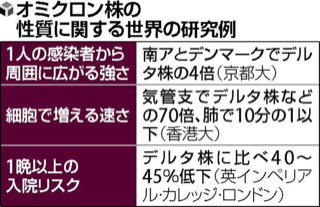 オミクロン株の
性質に関する世界の研究例
1人の感染者から
周囲に広がる強さ
南アとデンマークでデル
タ株の4倍(京都大)
細胞で増える速さ
気管支でデルタ株など
の70倍、肺で10分の1以
下(香港大)
1晩以上の
入院リスク
デルタ株に比べ40〜
45%低下(英インペリア
ル・カレッジ・ロンドン)